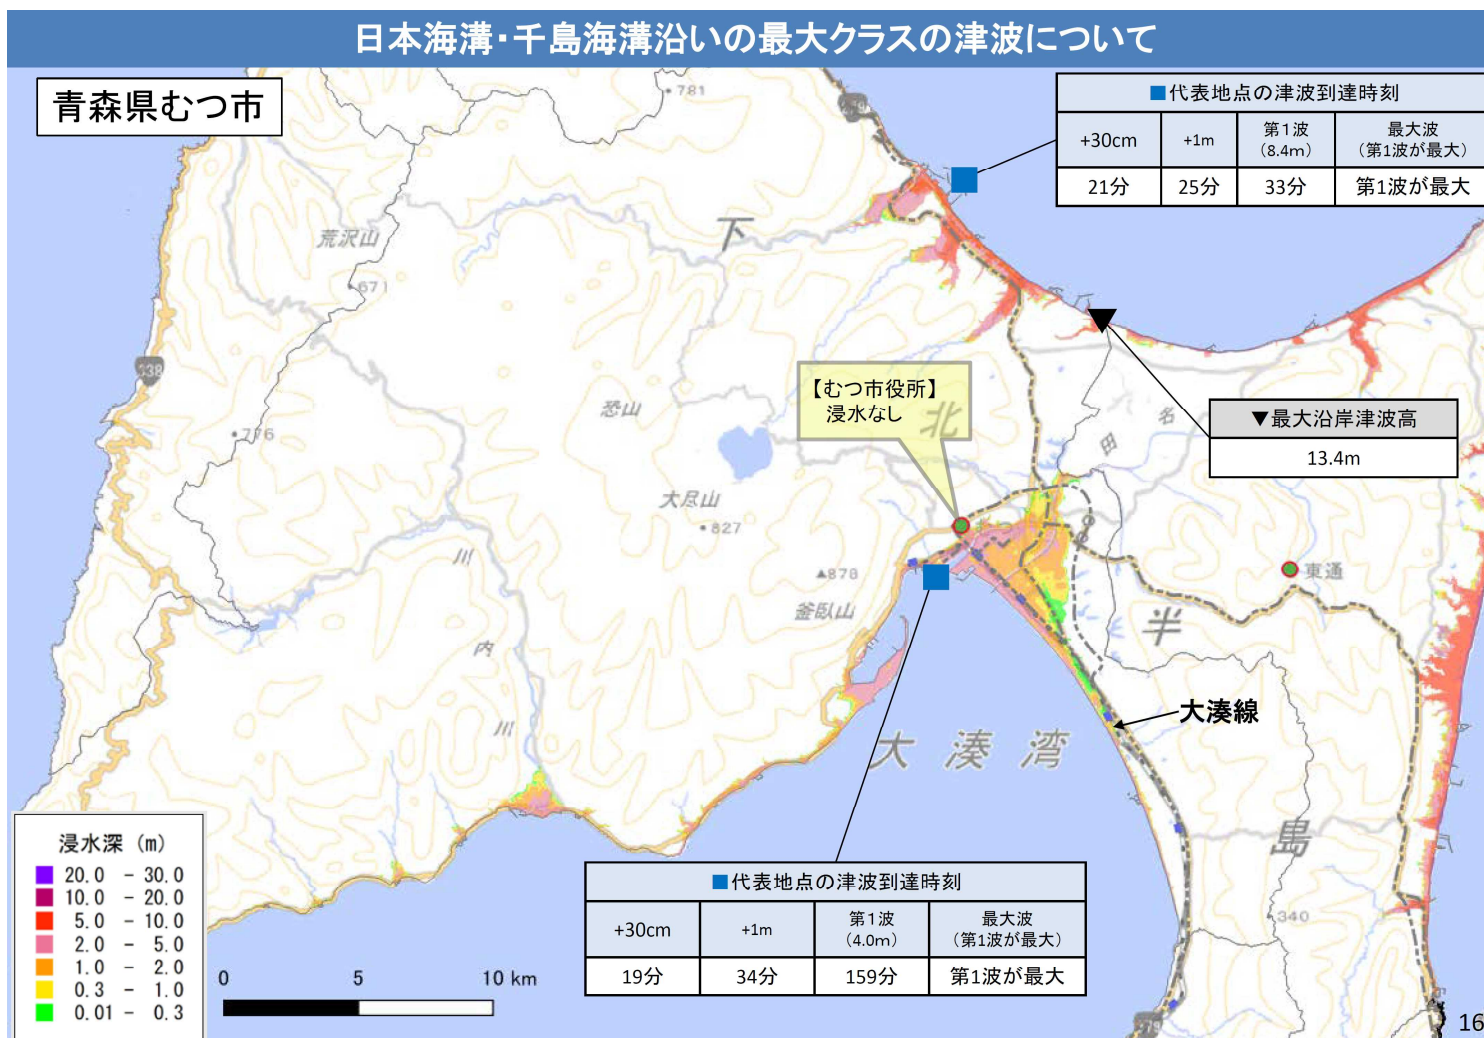 日本海溝・千島海溝沿いの最大クラスの津波について
青森県むつ市
■代表地点の津波到達時刻
+30cm
+1m
第1波
(8.4m)
最大波
(第1波が最大)
21分
25分
33分
第1波が最大
・781
下
荒沢山
671
338
【むつ市役所】
浸水なし
北
恐山
・776
田名
▼最大沿岸津波高
13.4m
大尽山
・827
むつ
▲878
釜臥山
東通
半
川
内
川
大湊線
大湊湾
島
浸水深 (m)
20.0 - 30.0
10.0 - 20.0
5.0 - 10.0
2.0 - 5.0
1.0 - 2.0
0.3 - 1.0
0.01 - 0.3
0 5 10 km
■代表地点の津波到達時刻
+30cm
+1m
第1波
(4.0m)
最大波
(第1波が最大)
19分
34分
159分
第1波が最大
340
279
16